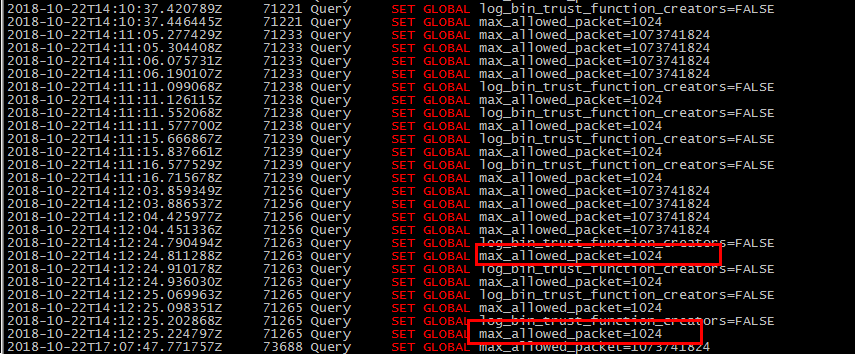 2018-10-22T14:10:37.420789Z 71221 Query SET GLOBAL log_bin_trust_function_creators=FALSE
2018-10-22T14:10:37.446445Z 71221 Query SET GLOBAL max_allowed_packet=1024
2018-10-22T14:11:05.277429Z 71233 Query SET GLOBAL max_allowed_packet=1073741824
2018-10-22T14:11:05.304408Z 71233 Query SET GLOBAL max_allowed_packet=1073741824
2018-10-22T14:11:06.075731Z 71233 Query SET GLOBAL max_allowed_packet=1073741824
2018-10-22T14:11:06.190107Z 71233 Query SET GLOBAL max_allowed_packet=1073741824
2018-10-22T14:11:11.099068Z 71238 Query SET GLOBAL log_bin_trust_function_creators=FALSE
2018-10-22T14:11:11.126115Z 71238 Query SET GLOBAL max_allowed_packet=1024
2018-10-22T14:11:11.552068Z 71238 Query SET GLOBAL log_bin_trust_function_creators=FALSE
2018-10-22T14:11:11.577700Z 71238 Query SET GLOBAL max_allowed_packet=1024
2018-10-22T14:11:15.666867Z 71239 Query SET GLOBAL log_bin_trust_function_creators=FALSE
2018-10-22T14:11:15.837661Z 71239 Query SET GLOBAL max_allowed_packet=1024
2018-10-22T14:11:16.577529Z 71239 Query SET GLOBAL log_bin_trust_function_creators=FALSE
2018-10-22T14:11:16.715678Z 71239 Query SET GLOBAL max_allowed_packet=1024
2018-10-22T14:12:03.859349Z 71256 Query SET GLOBAL max_allowed_packet=1073741824
2018-10-22T14:12:03.886537Z 71256 Query SET GLOBAL max_allowed_packet=1073741824
2018-10-22T14:12:04.425977Z 71256 Query SET GLOBAL max_allowed_packet=1073741824
2018-10-22T14:12:04.451336Z 71256 Query SET GLOBAL max_allowed_packet=1073741824
2018-10-22T14:12:24.790494Z 71263 Query SET GLOBAL log_bin_trust_function_creators=FALSE
2018-10-22T14:12:24.811288Z 71263 Query SET GLOBAL max_allowed_packet=1024
2018-10-22T14:12:24.910178Z 71263 Query SET GLOBAL log_bin_trust_function_creators=FALSE
2018-10-22T14:12:24.936030Z 71263 Query SET GLOBAL max_allowed_packet=1024
2018-10-22T14:12:25.069963Z 71265 Query SET GLOBAL log_bin_trust_function_creators=FALSE
2018-10-22T14:12:25.098351Z 71265 Query SET GLOBAL max_allowed_packet=1024
2018-10-22T14:12:25.202868Z 71265 Query SET GLOBAL log_bin_trust_function_creators=FALSE
2018-10-22T14:12:25.224797Z 71265 Query SET GLOBAL max_allowed_packet=1024
2018-10-22T17:07:47.771757Z 73688 Query SET GLOBAL max_allowed_packet=1073741824